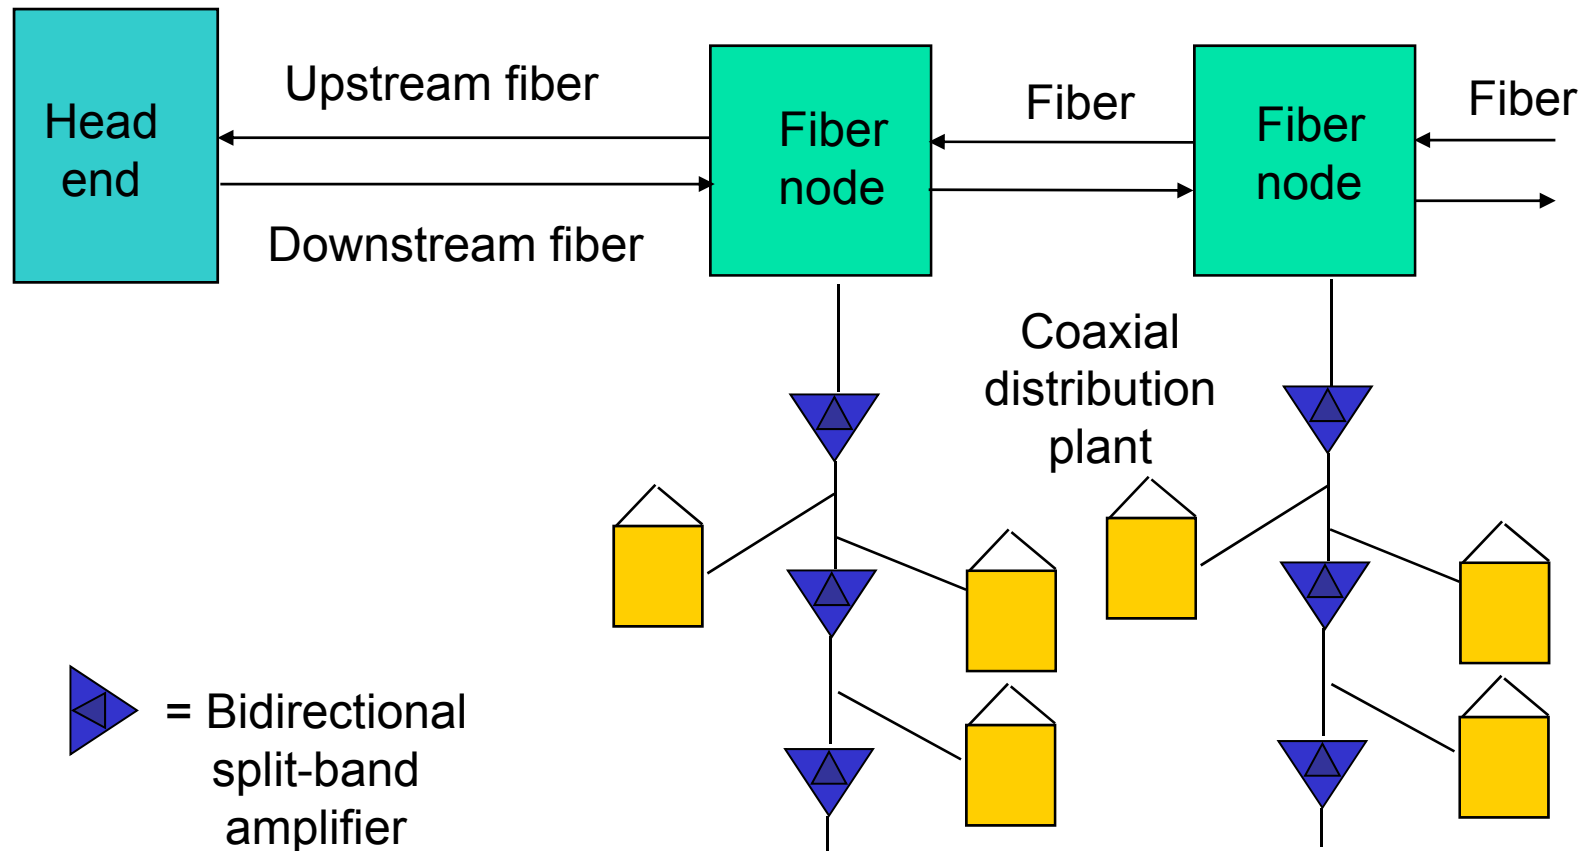 Head
end
Upstream fiber
Downstream fiber
Fiber
node
Fiber
Fiber
node
Fiber
Coaxial
distribution
plant
= Bidirectional
split-band
amplifier